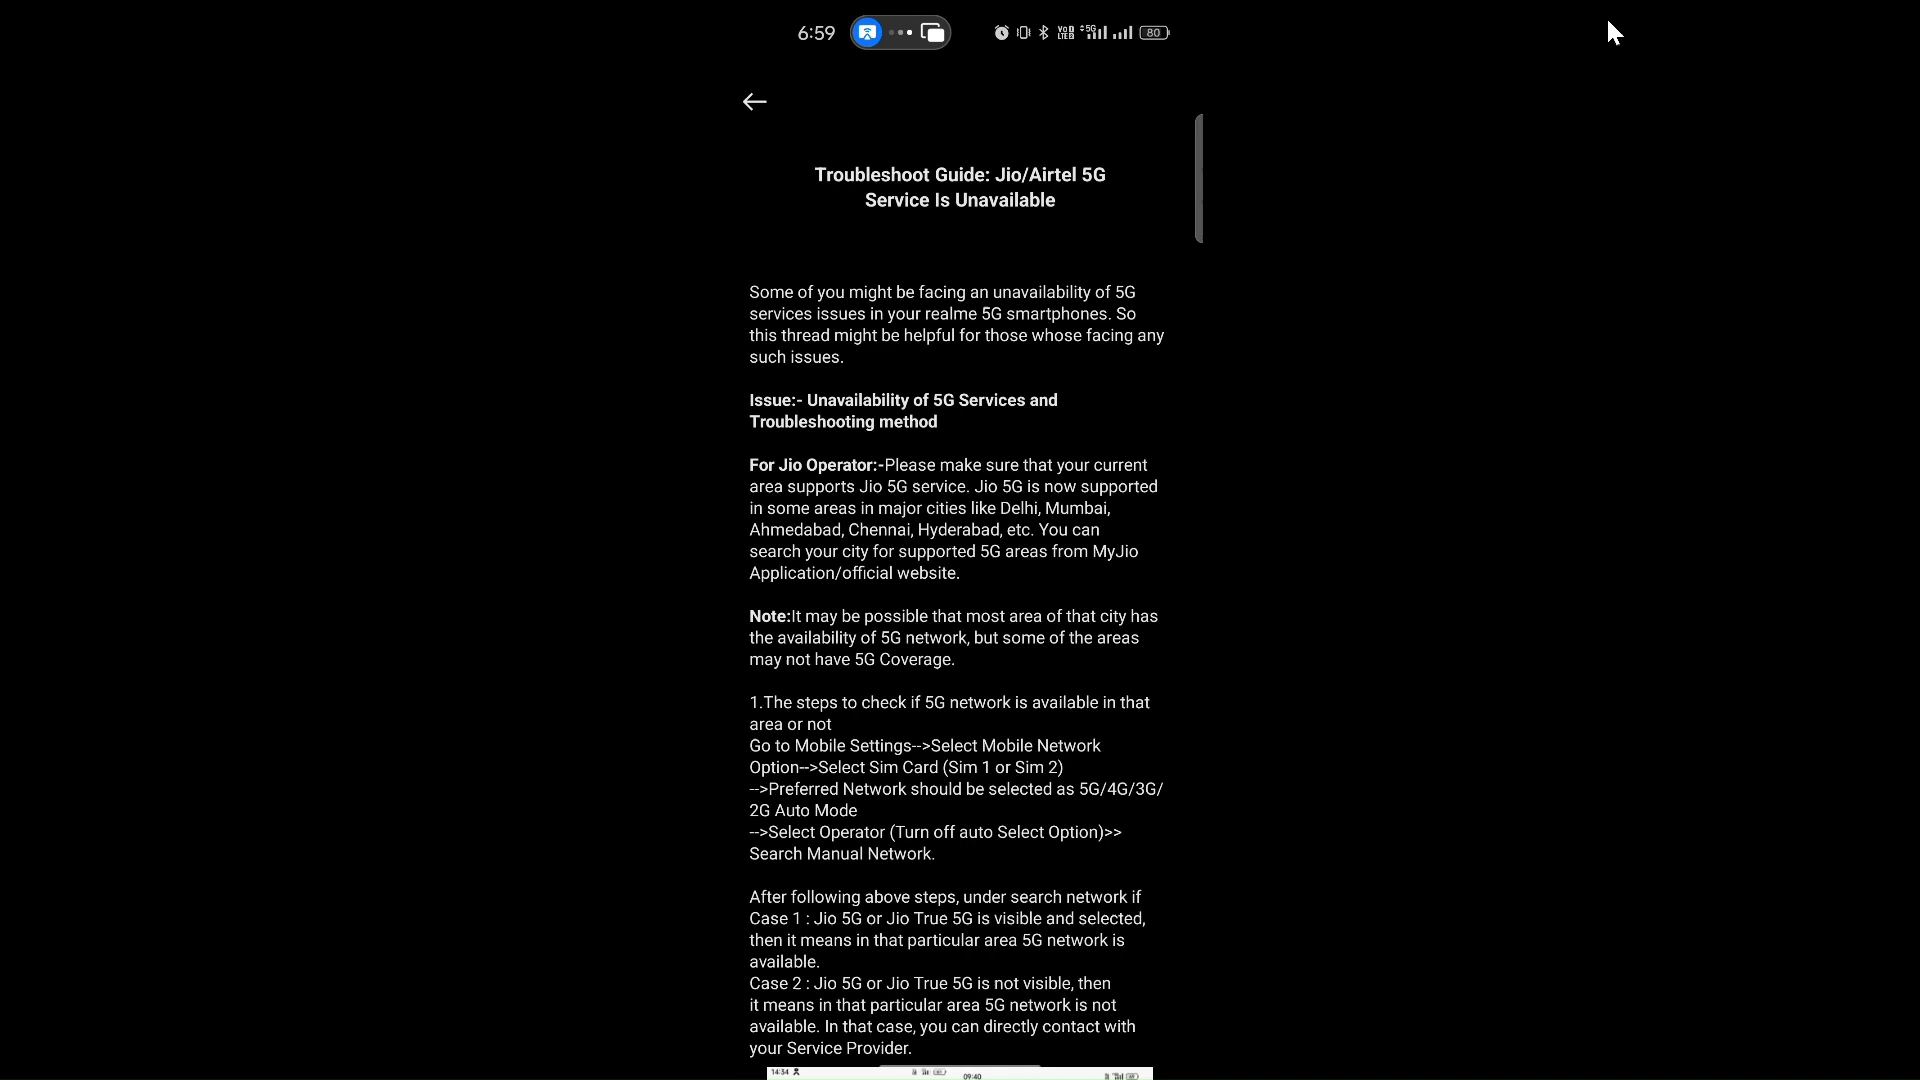 6:59
VoD
LTED
5G
80
Troubleshoot Guide: Jio/Airtel 5G
Service Is Unavailable
Some of you might be facing an unavailability of 5G
services issues in your realme 5G smartphones. So
this thread might be helpful for those whose facing any
such issues.
Issue:- Unavailability of 5G Services and
Troubleshooting method
For Jio Operator:-Please make sure that your current
area supports Jio 5G service. Jio 5G is now supported
in some areas in major cities like Delhi, Mumbai,
Ahmedabad, Chennai, Hyderabad, etc. You can
search your city for supported 5G areas from MyJio
Application/official website.
Note:It may be possible that most area of that city has
the availability of 5G network, but some of the areas
may not have 5G Coverage.
1.The steps to check if 5G network is available in that
area or not
Go to Mobile Settings-->Select Mobile Network
Option-->Select Sim Card (Sim 1 or Sim 2)
-->Preferred Network should be selected as 5G/4G/3G/
2G Auto Mode
-->Select Operator (Turn off auto Select Option)>>
Search Manual Network.
After following above steps, under search network if
Case 1 : Jio 5G or Jio True 5G is visible and selected,
then it means in that particular area 5G network is
available.
Case 2 : Jio 5G or Jio True 5G is not visible, then
it means in that particular area 5G network is not
available. In that case, you can directly contact with
your Service Provider.
14:34
09:40